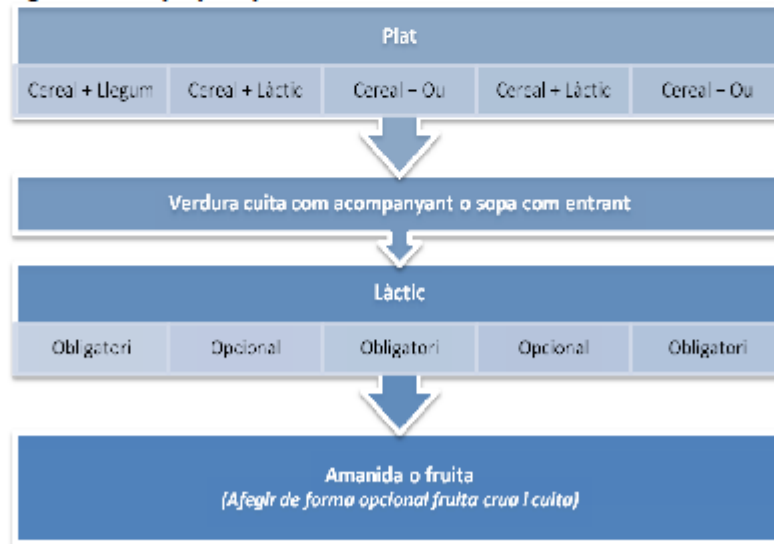 Plat
Cereal + Llegum Cereal + Làctic Cereal – Ou Cereal + Làctic Cereal – Ou
Verdura cuita com acompanyant o sopa com entrant
Làctic
Obligatori Opcional Obligatori Opcional Obligatori
Amanida o fruita
(Afegir de forma opcional fruita crua i cuita)